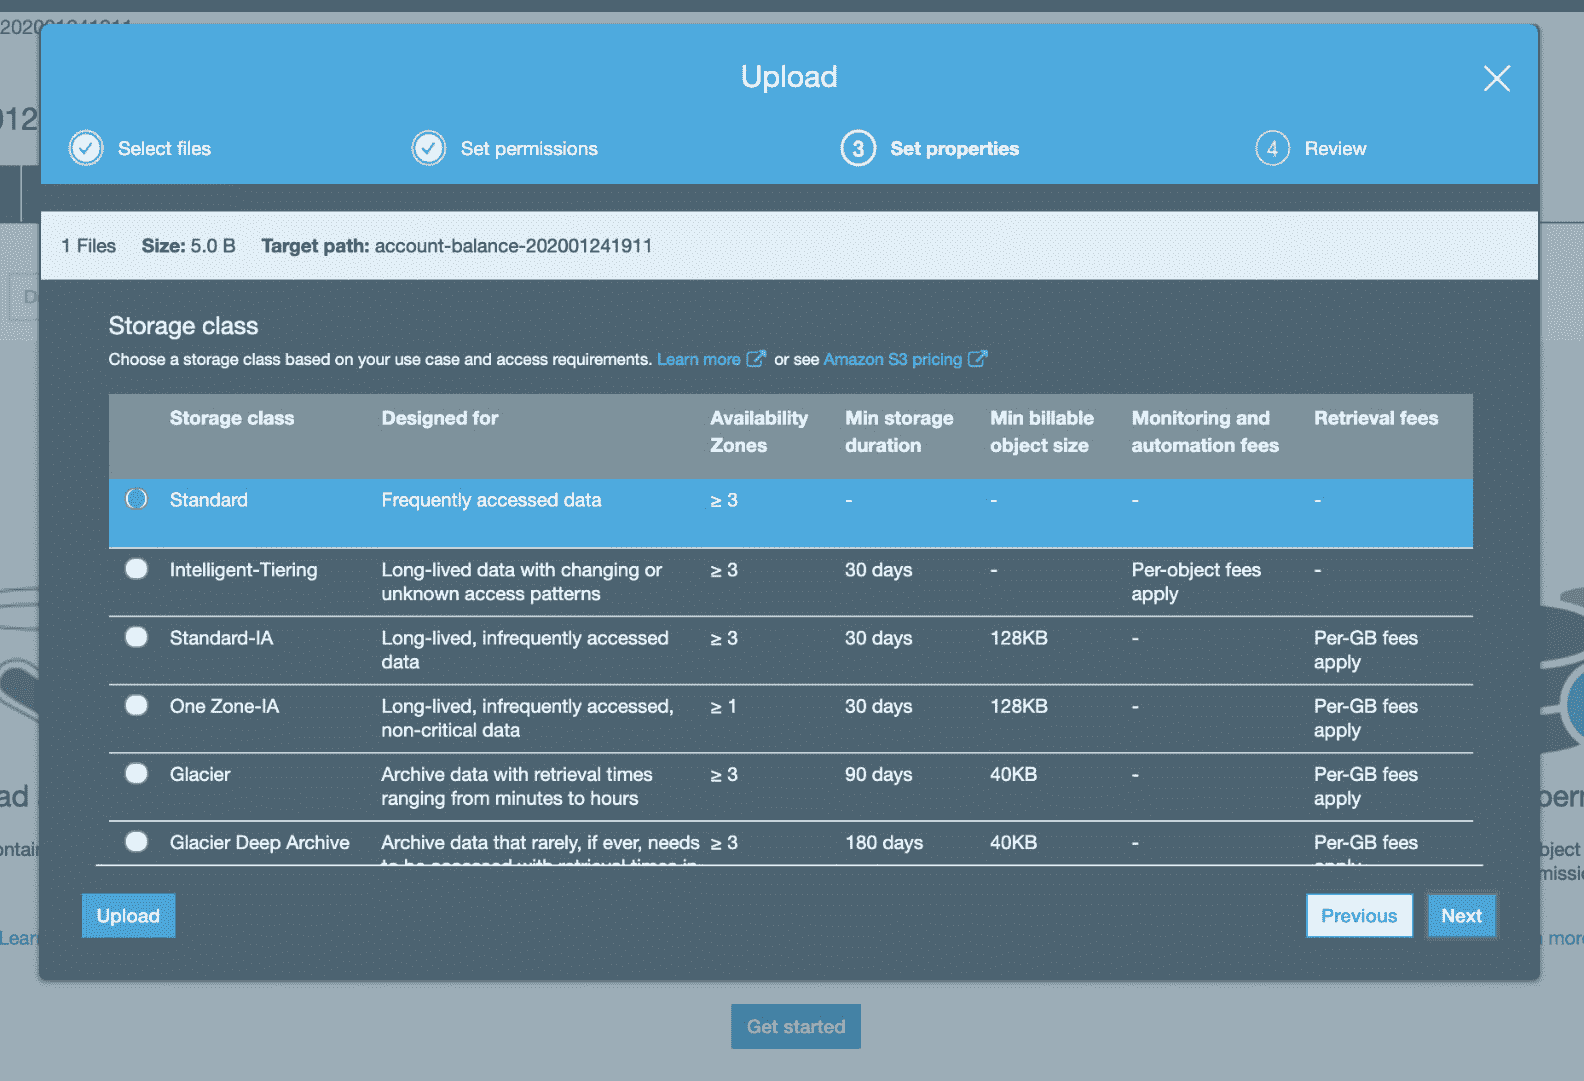 Upload
Select files
Set permissions
3 Set properties
4 Review
1 Files Size: 5.0 B Target path: account-balance-202001241911
Storage class
Choose a storage class based on your use case and access requirements. Learn more or see Amazon S3 pricing
Storage class Designed for Availability Zones Min storage duration Min billable object size Monitoring and automation fees Retrieval fees
Standard Frequently accessed data ≥ 3 - - - -
Intelligent-Tiering Long-lived data with changing or ≥ 3 30 days - Per-object fees -
unknown access patterns apply
Standard-IA Long-lived, infrequently accessed ≥ 3 30 days 128KB - Per-GB fees
data apply
One Zone-IA Long-lived, infrequently accessed, ≥ 1 30 days 128KB - Per-GB fees
non-critical data apply
Glacier Archive data with retrieval times ≥ 3 90 days 40KB - Per-GB fees
ranging from minutes to hours apply
Glacier Deep Archive Archive data that rarely, if ever, needs ≥ 3 180 days 40KB - Per-GB fees
Upload Previous Next
Get started